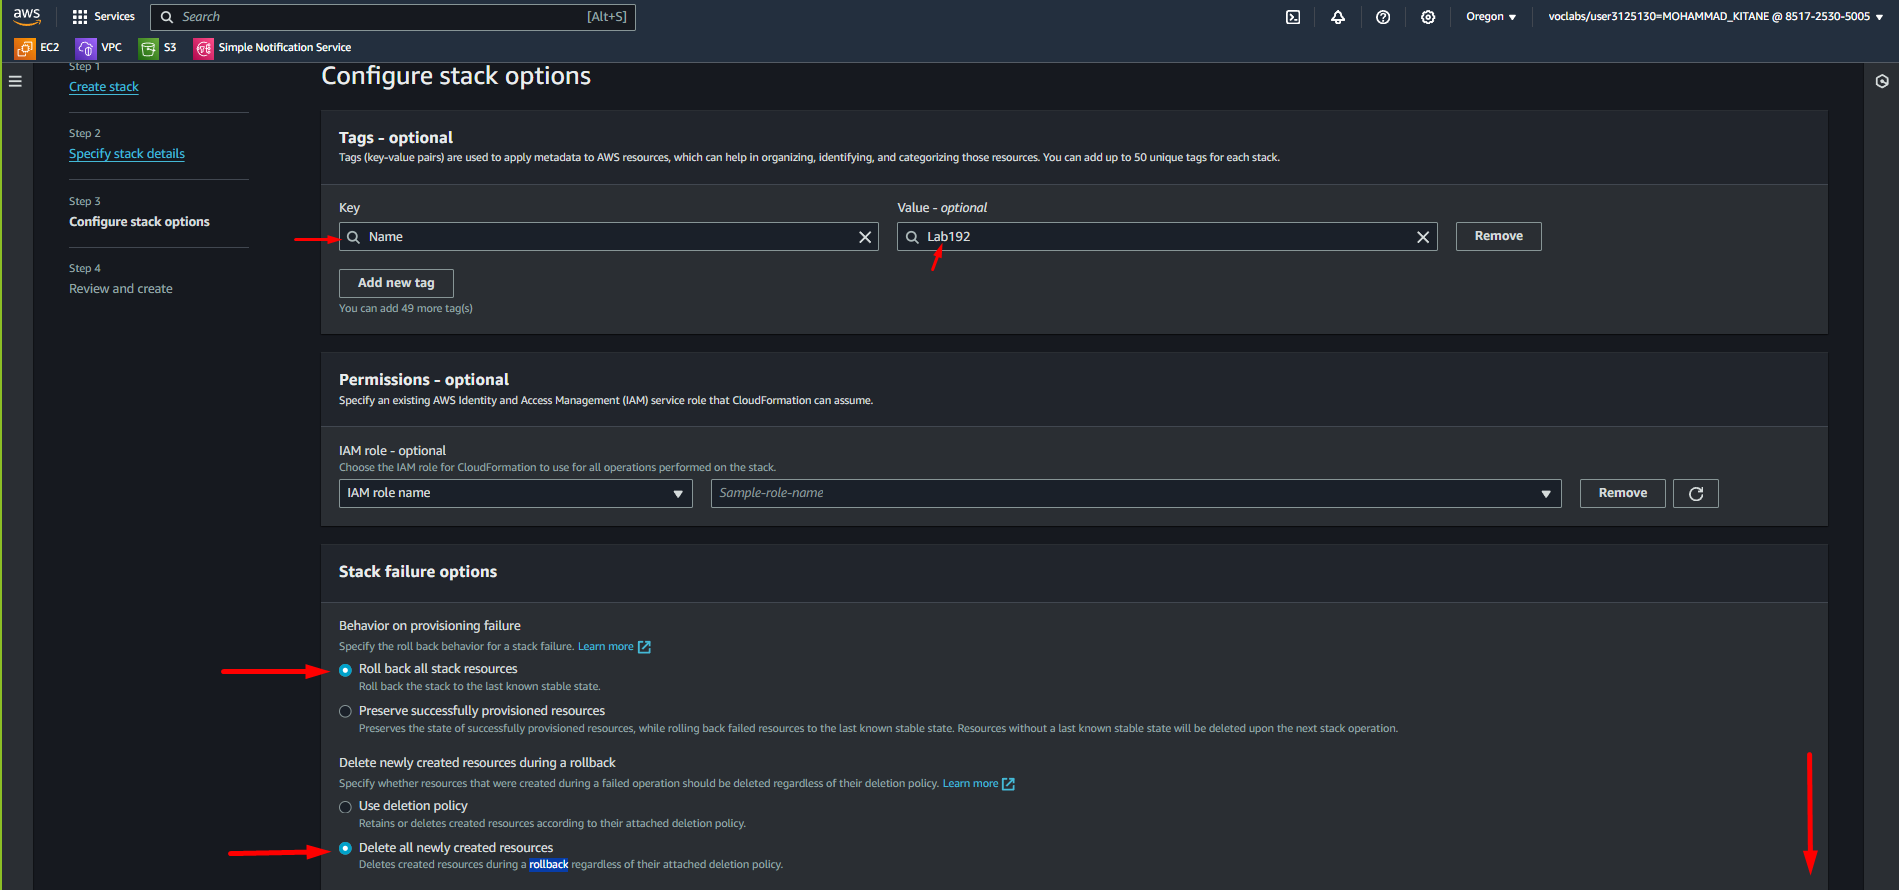 aws
Services
Search
[Alt+S]
Oregon
voclabs/user3125130=MOHAMMAD_KITANE @ 8517-2530-5005
EC2
VPC
S3
Simple Notification Service
Step 1
Create stack
Step 2
Specify stack details
Step 3
Configure stack options
Step 4
Review and create
Configure stack options
Tags - optional
Tags (key-value pairs) are used to apply metadata to AWS resources, which can help in organizing, identifying, and categorizing those resources. You can add up to 50 unique tags for each stack.
Key
Value - optional
Name
Lab192
Remove
Add new tag
You can add 49 more tag(s)
Permissions - optional
Specify an existing AWS Identity and Access Management (IAM) service role that CloudFormation can assume.
IAM role - optional
Choose the IAM role for CloudFormation to use for all operations performed on the stack.
IAM role name
Sample-role-name
Remove
Stack failure options
Behavior on provisioning failure
Specify the roll back behavior for a stack failure. Learn more
Roll back all stack resources
Roll back the stack to the last known stable state.
Preserve successfully provisioned resources
Preserves the state of successfully provisioned resources, while rolling back failed resources to the last known stable state. Resources without a last known stable state will be deleted upon the next stack operation.
Delete newly created resources during a rollback
Specify whether resources that were created during a failed operation should be deleted regardless of their deletion policy. Learn more
Use deletion policy
Retains or deletes created resources according to their attached deletion policy.
Delete all newly created resources
Deletes created resources during a rollback regardless of their attached deletion policy.